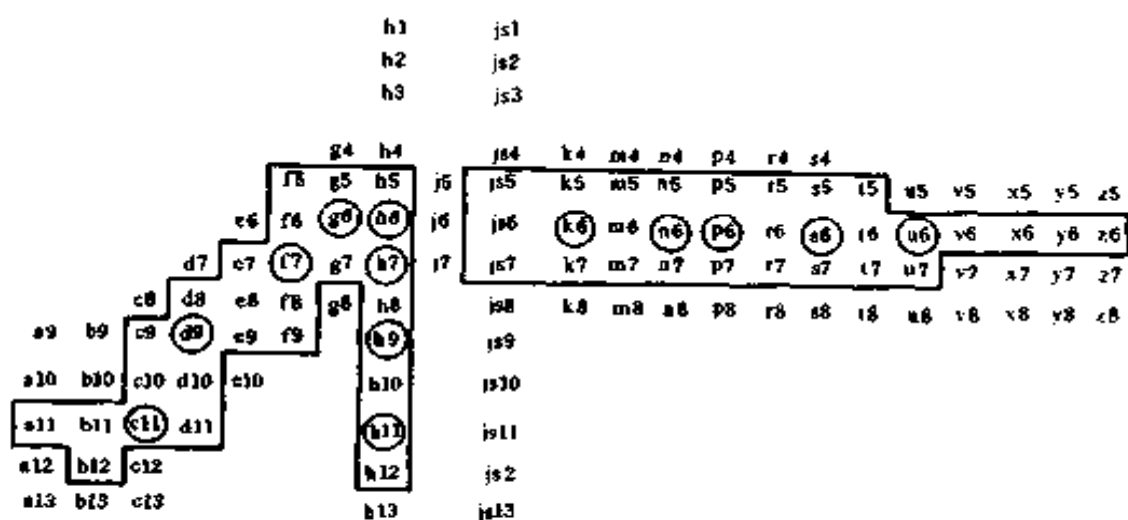 h1 js1
h2 js2
h3 js3
g4 h4 js4 k4 m4 n4 p4 r4 s4
f5 g5 h5 j5 js5 k5 m5 n5 p5 r5 s5 t5 u5 v5 x5 y5 z5
e6 f6 g6 h6 j6 js6 k6 m6 n6 p6 r6 s6 t6 u6 v6 x6 y6 z6
d7 e7 f7 g7 h7 j7 js7 k7 m7 n7 p7 r7 s7 t7 u7 v7 x7 y7 z7
c8 d8 e8 f8 g8 h8 js8 k8 m8 n8 p8 r8 s8 t8 u8 v8 x8 y8 z8
a9 b9 c9 d9 e9 f9 h9 js9
a10 b10 c10 d10 e10 h10 js10
a11 b11 c11 d11 h11 js11
a12 b12 c12 h12 js2
a13 b13 c13 h13 js13